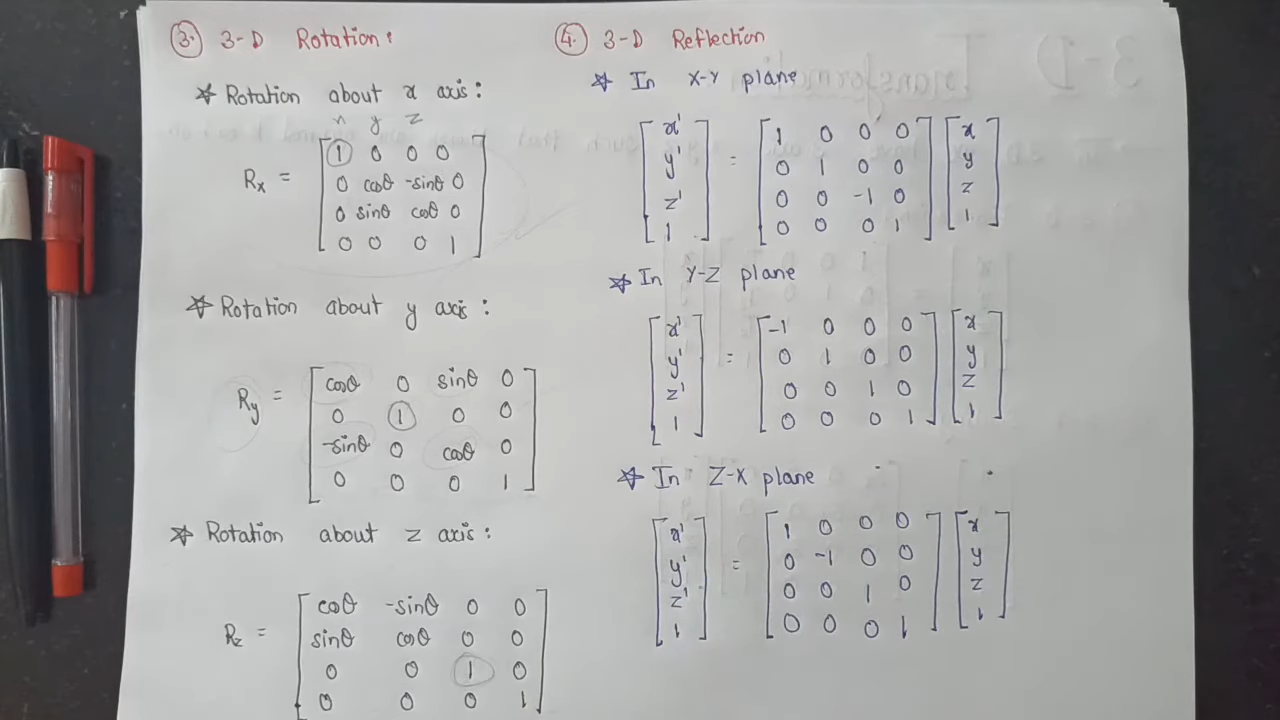 3. 3-D Rotation:
☆ Rotation about x axis:
x y z
Rx = [ 1 0 0 0
0 cosθ -sinθ 0
0 sinθ cosθ 0
0 0 0 1 ]
☆ Rotation about y axis:
Ry = [ cosθ 0 sinθ 0
0 1 0 0
-sinθ 0 cosθ 0
0 0 0 1 ]
☆ Rotation about z axis:
Rz = [ cosθ -sinθ 0 0
sinθ cosθ 0 0
0 0 1 0
0 0 0 1 ]
4. 3-D Reflection
☆ In X-Y plane
[ x' ] = [ 1 0 0 0 ] [ x ]
[ y' ] [ 0 1 0 0 ] [ y ]
[ z' ] [ 0 0 -1 0 ] [ z ]
[ 1 ] [ 0 0 0 1 ] [ 1 ]
☆ In Y-Z plane
[ x' ] = [ -1 0 0 0 ] [ x ]
[ y' ] [ 0 1 0 0 ] [ y ]
[ z' ] [ 0 0 1 0 ] [ z ]
[ 1 ] [ 0 0 0 1 ] [ 1 ]
☆ In Z-X plane
[ x' ] = [ 1 0 0 0 ] [ x ]
[ y' ] [ 0 -1 0 0 ] [ y ]
[ z' ] [ 0 0 1 0 ] [ z ]
[ 1 ] [ 0 0 0 1 ] [ 1 ]